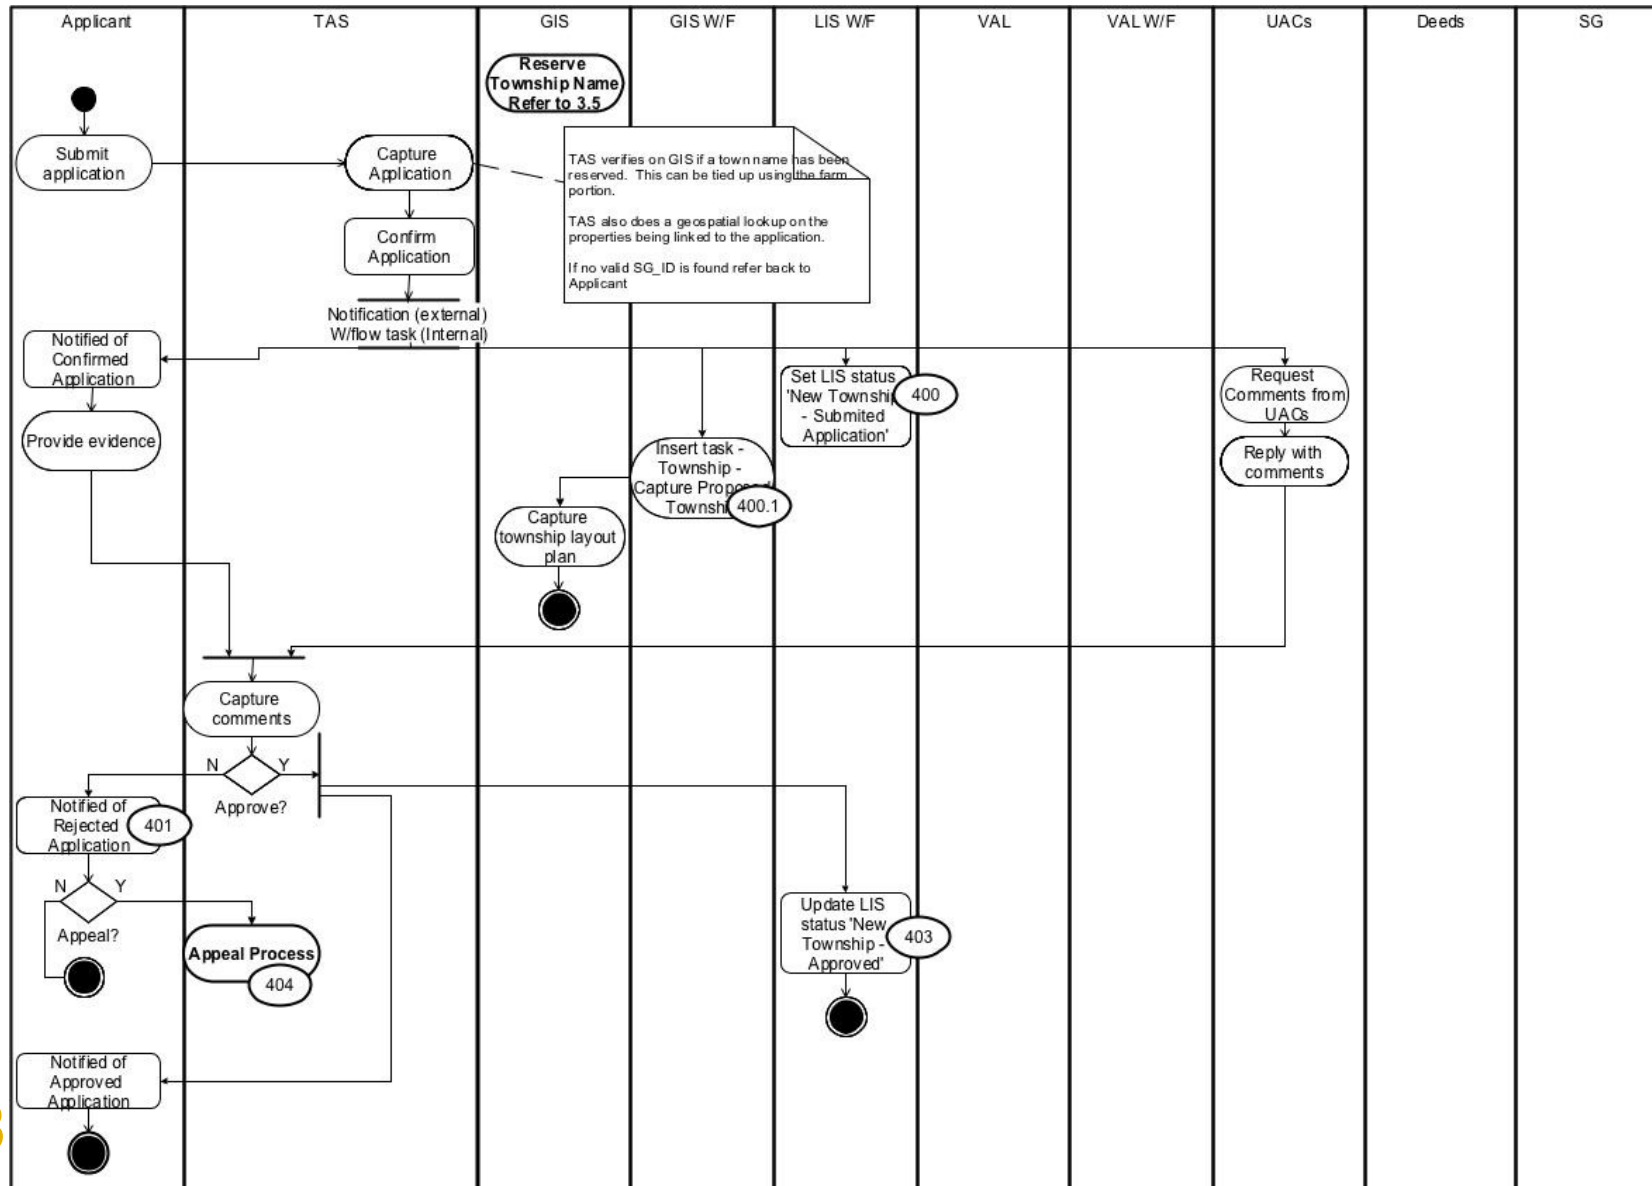 Applicant
TAS
GIS
GIS W/F
LIS W/F
VAL
VAL W/F
UACs
Deeds
SG
Reserve
Township Name
Refer to 3.5
Submit
application
Capture
Application
TAS verifies on GIS if a town name has been
reserved. This can be tied up using the farm
portion.
TAS also does a geospatial lookup on the
properties being linked to the application.
If no valid SG_ID is found refer back to
Applicant
Confirm
Application
Notification (external)
W/flow task (Internal)
Notified of
Confirmed
Application
Provide evidence
Set LIS status
'New Township
- Submited
Application'
400
Request
Comments from
UACs
Reply with
comments
Insert task -
Township -
Capture Proposed
Township
400.1
Capture
township layout
plan
Capture
comments
N
Y
Approve?
Notified of
Rejected
Application
401
N
Y
Appeal?
Appeal Process
404
Update LIS
status 'New
Township -
Approved'
403
Notified of
Approved
Application